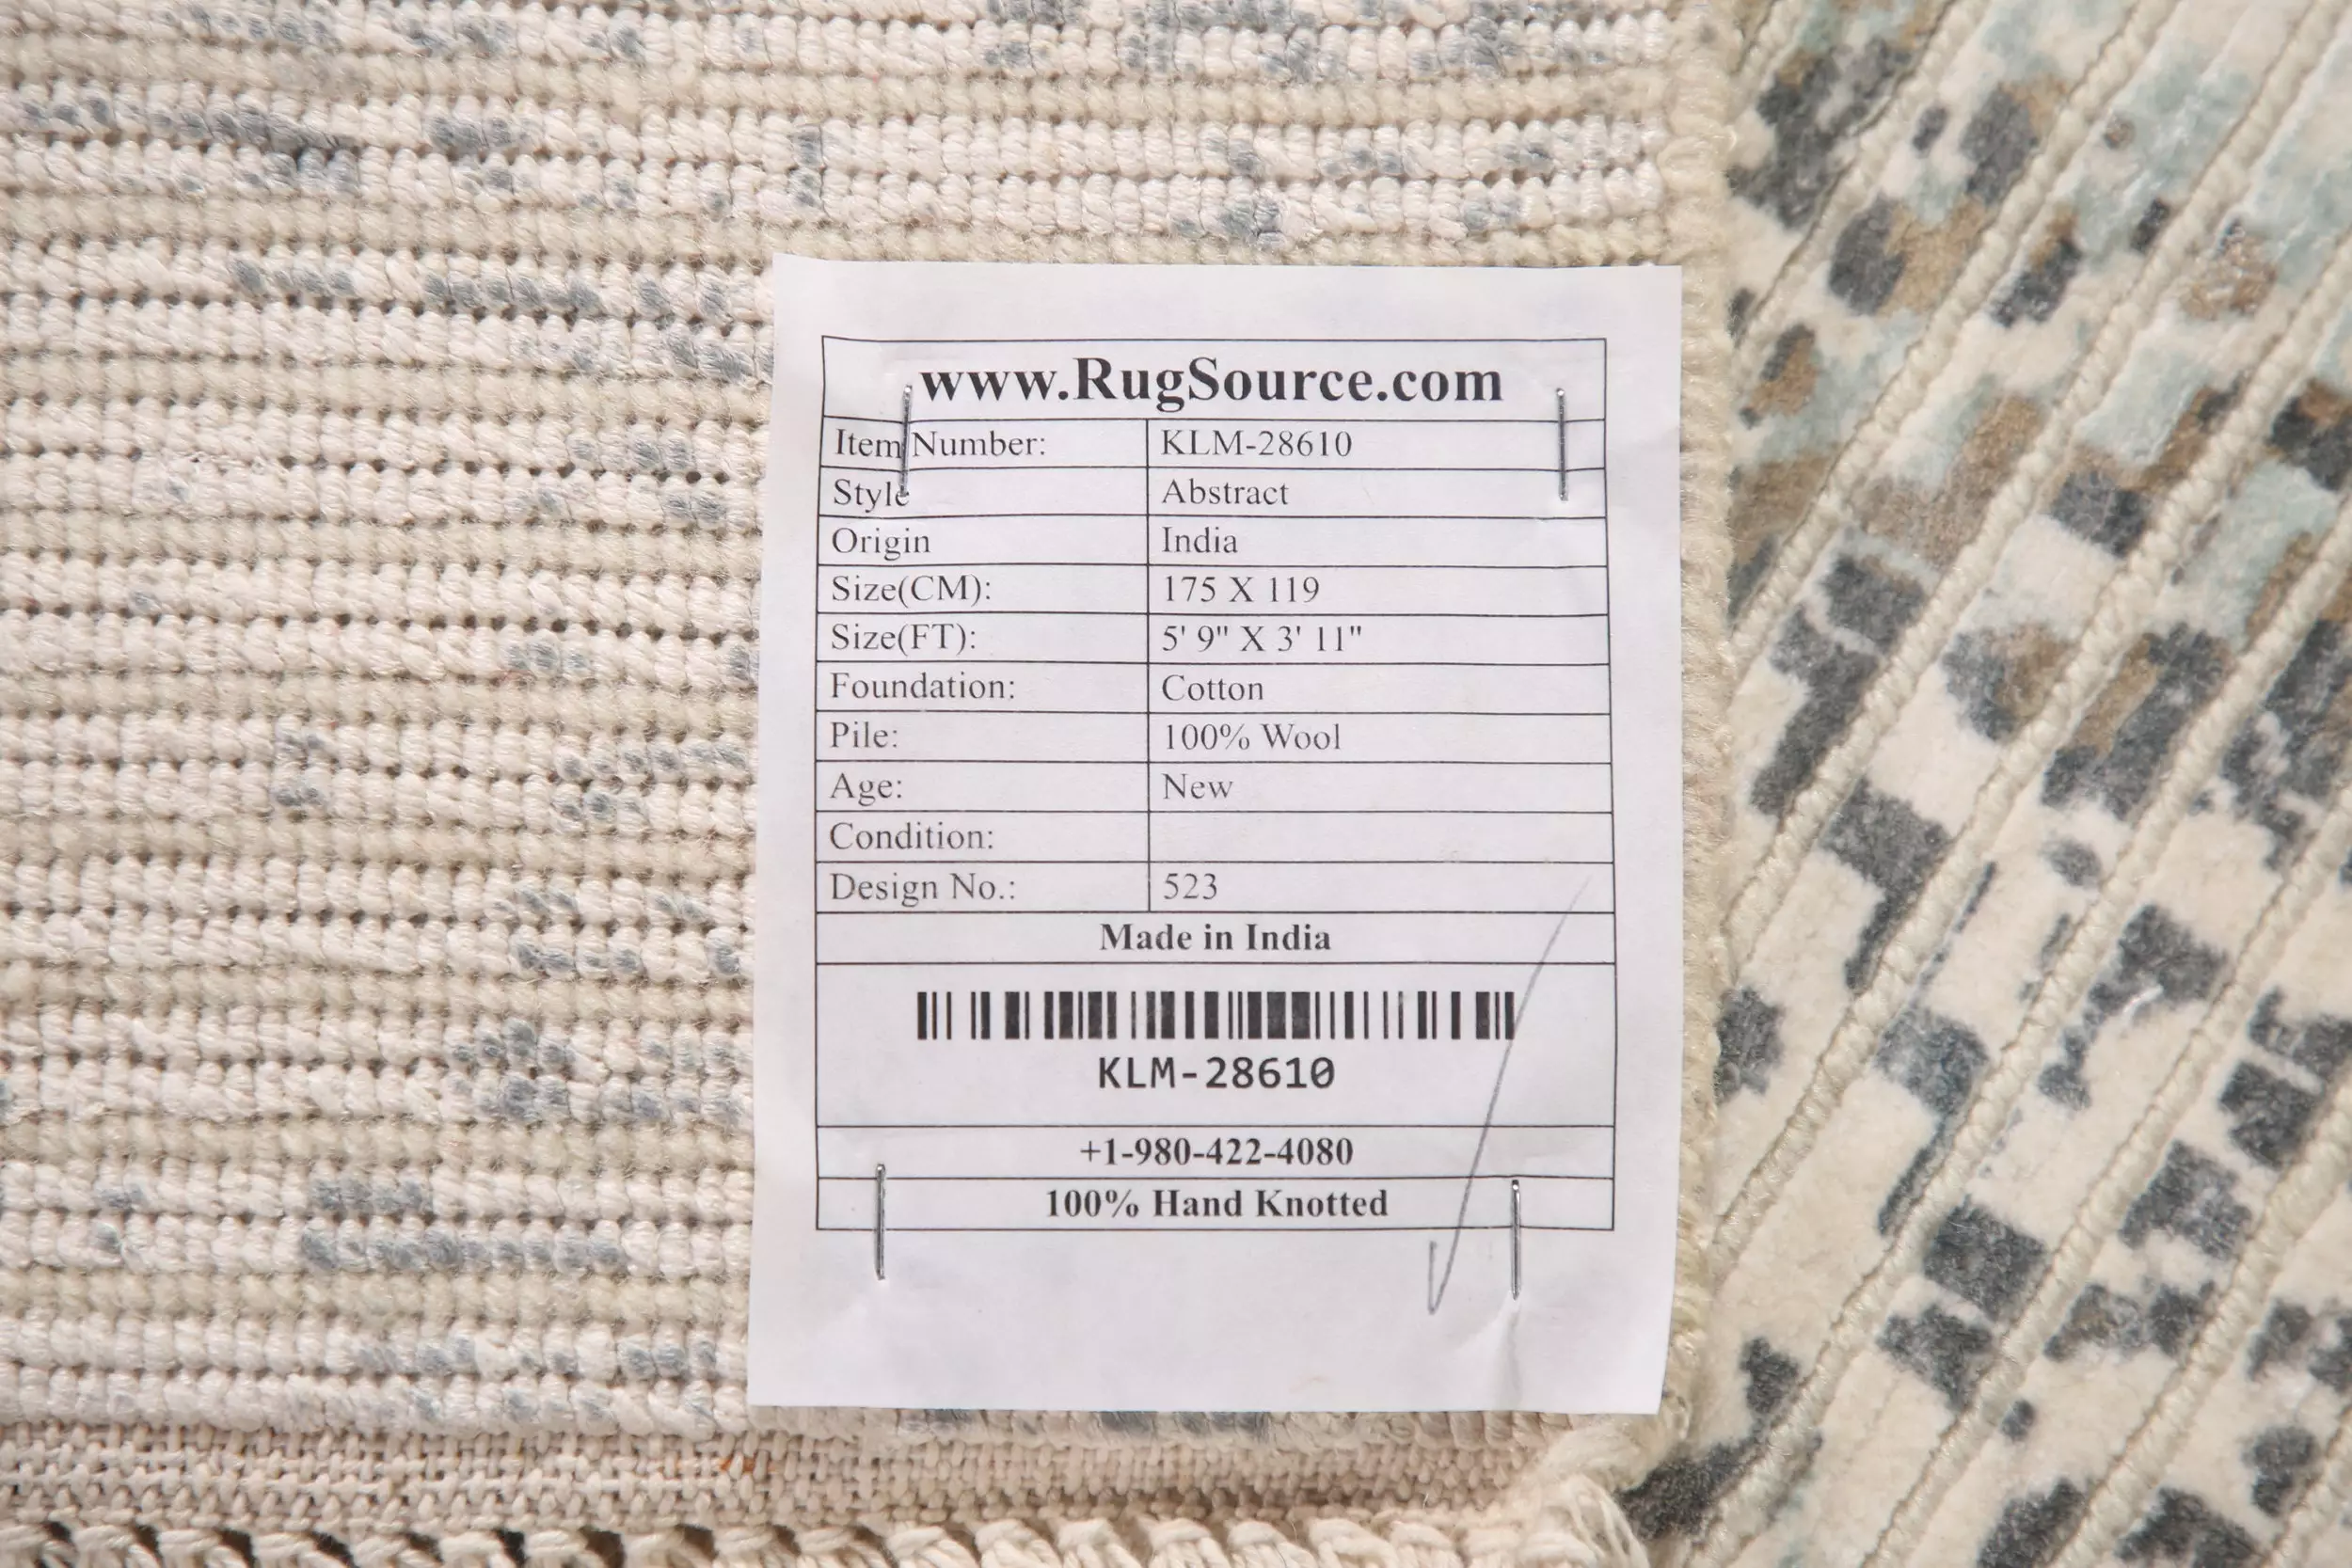 www.RugSource.com
Item Number: KLM-28610
Style Abstract
Origin India
Size(CM): 175 X 119
Size(FT): 5' 9" X 3' 11"
Foundation: Cotton
Pile: 100% Wool
Age: New
Condition:
Design No.: 523
Made in India
KLM-28610
+1-980-422-4080
100% Hand Knotted